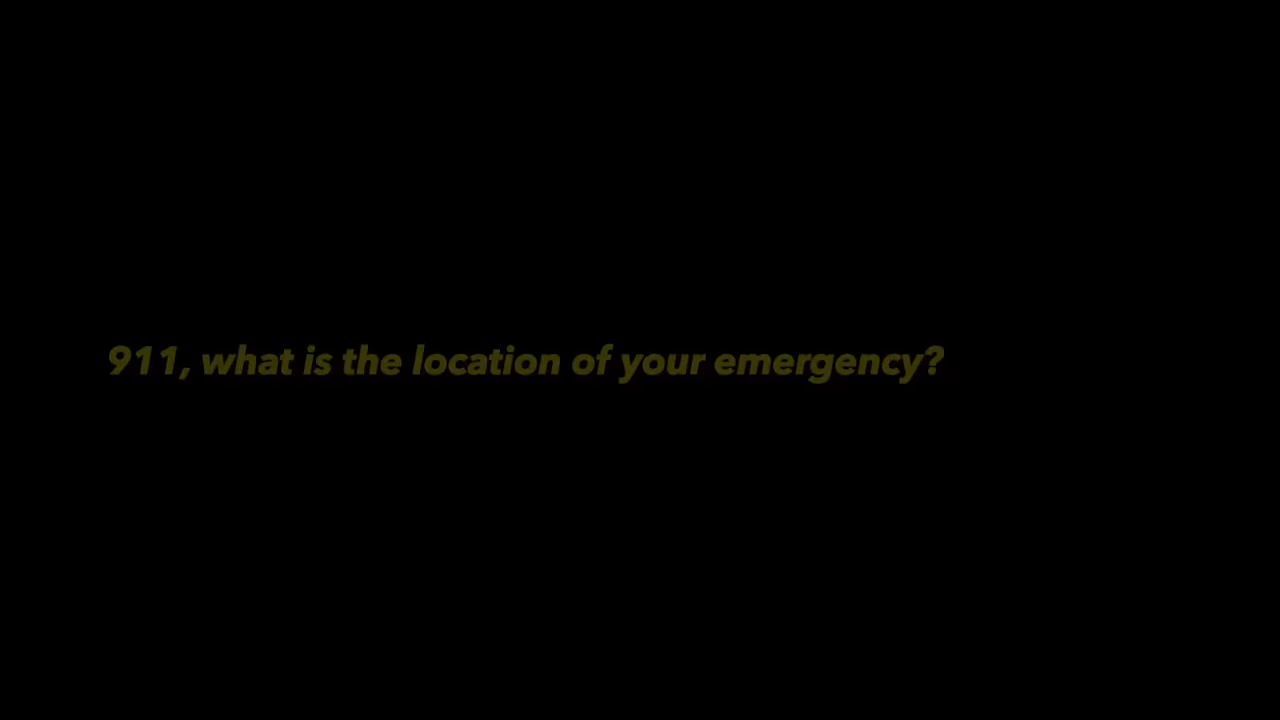 911, what is the location of your emergency?